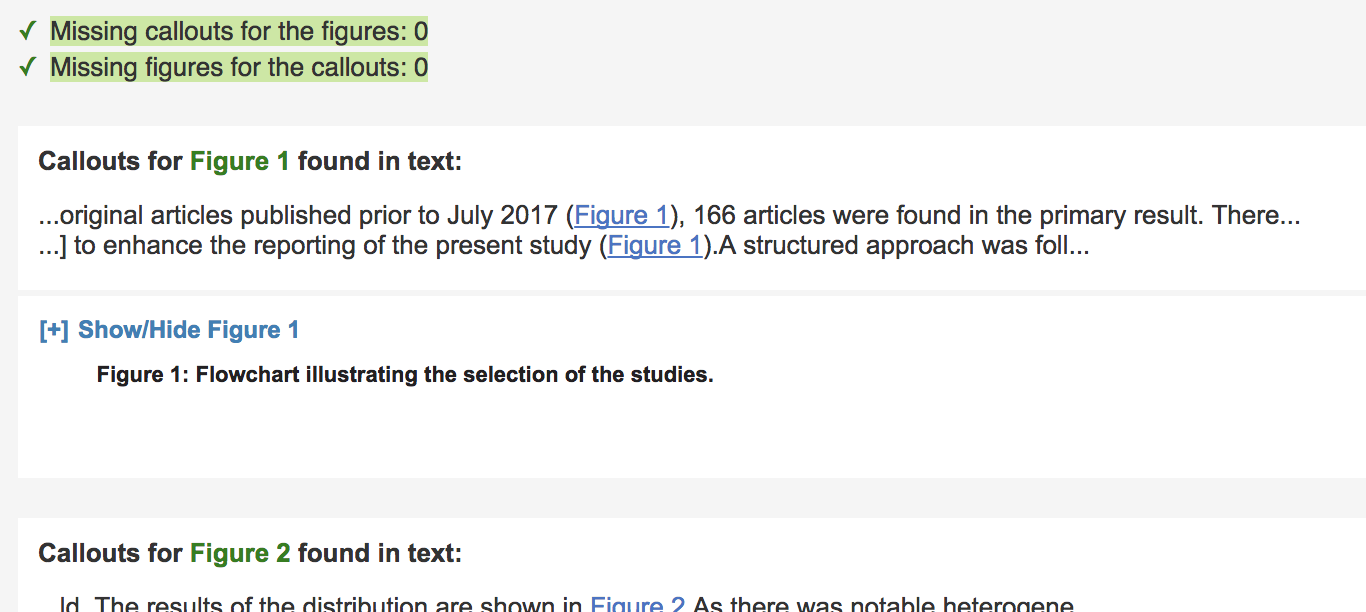 ✓ Missing callouts for the figures: 0
✓ Missing figures for the callouts: 0
Callouts for Figure 1 found in text:
...original articles published prior to July 2017 (Figure 1), 166 articles were found in the primary result. There...
...] to enhance the reporting of the present study (Figure 1).A structured approach was foll...
[+] Show/Hide Figure 1
Figure 1: Flowchart illustrating the selection of the studies.
Callouts for Figure 2 found in text:
ld. The results of the distribution are shown in Figure 2 As there was notable heterogene